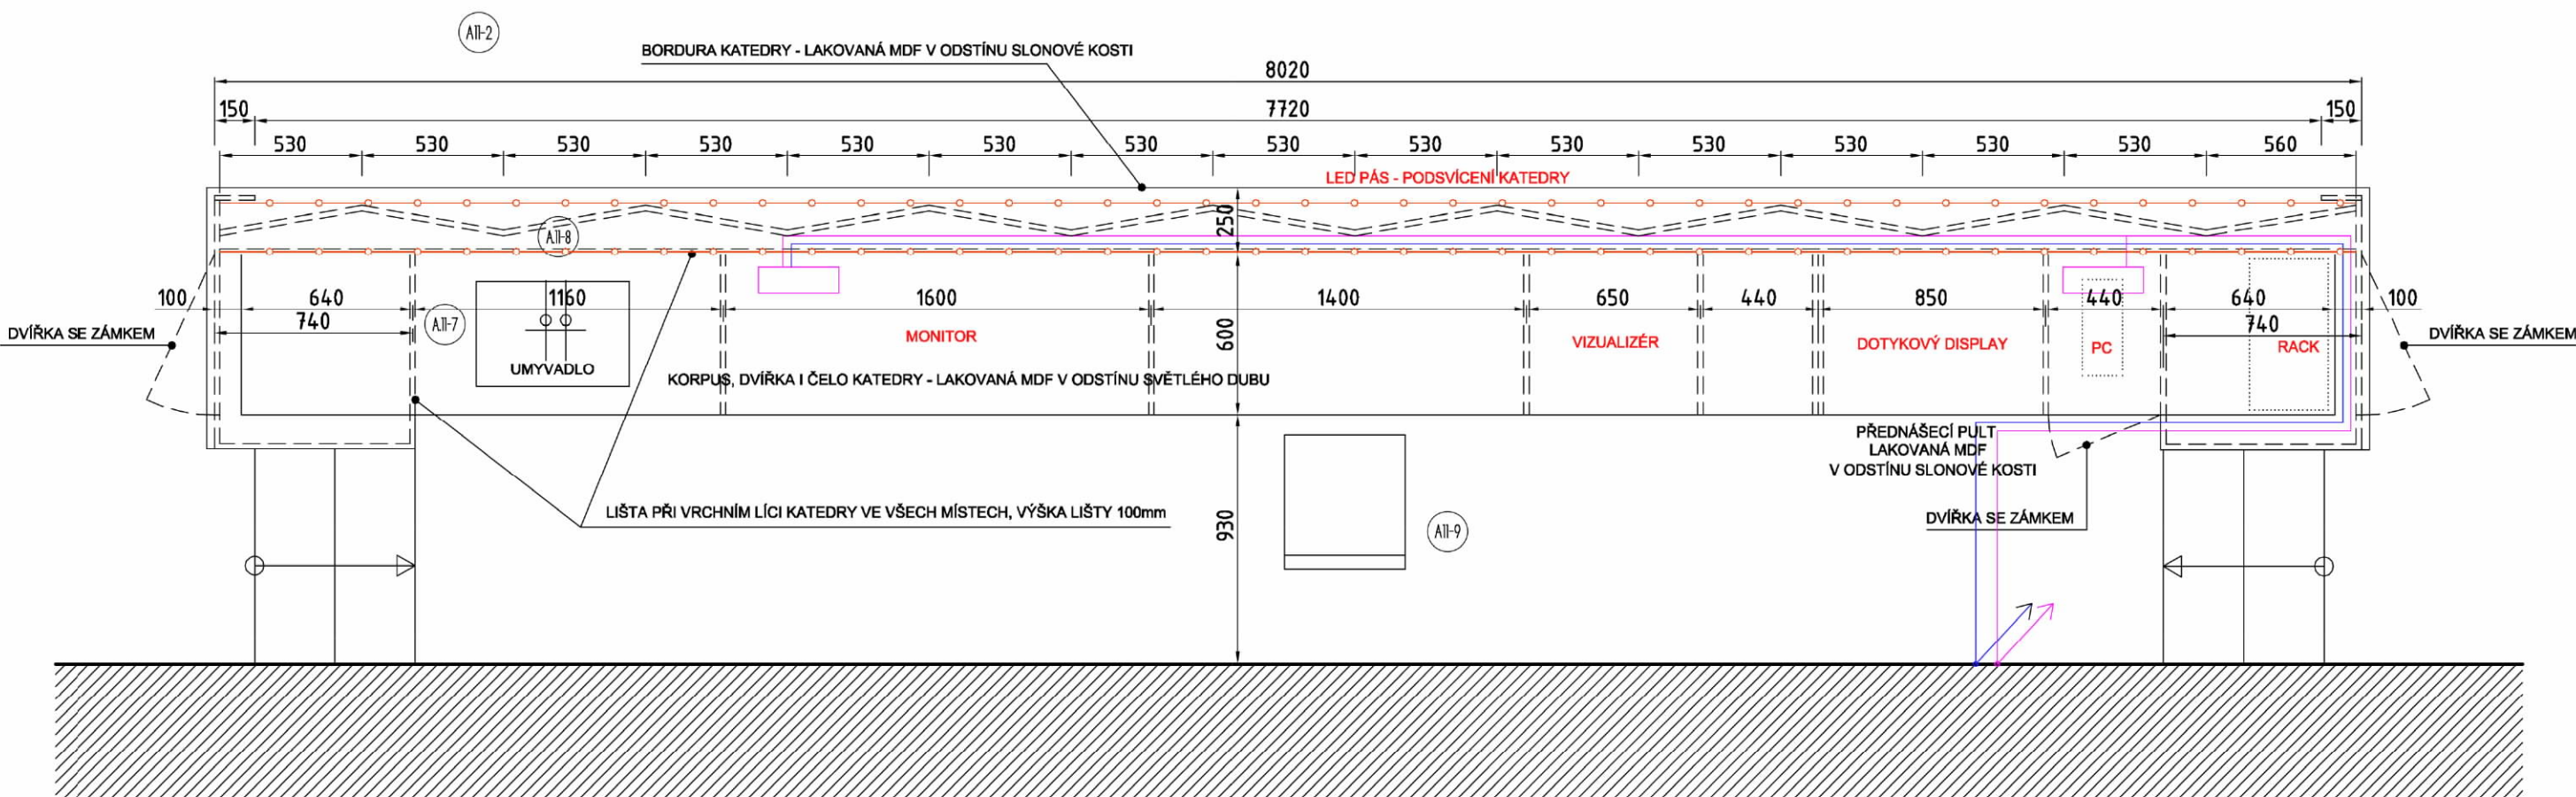 A11-2
BORDURA KATEDRY - LAKOVANÁ MDF V ODSTÍNU SLONOVÉ KOSTI
8020
150 7720 150
530 530 530 530 530 530 530 530 530 530 530 530 530 530 560
LED PÁS - PODSVÍCENÍ KATEDRY
250
A11-8
100 640 1160 1600 1400 650 440 850 440 640 100
740 A11-7 740
DVÍŘKA SE ZÁMKEM
MONITOR
600
VIZUALIZÉR
DOTYKOVÝ DISPLAY
PC
RACK
DVÍŘKA SE ZÁMKEM
UMYVADLO
KORPUS, DVÍŘKA I ČELO KATEDRY - LAKOVANÁ MDF V ODSTÍNU SVĚTLÉHO DUBU
PŘEDNÁŠECÍ PULT
LAKOVANÁ MDF
V ODSTÍNU SLONOVÉ KOSTI
LIŠTA PŘI VRCHNÍM LÍCI KATEDRY VE VŠECH MÍSTECH, VÝŠKA LIŠTY 100mm
930
A11-9
DVÍŘKA SE ZÁMKEM